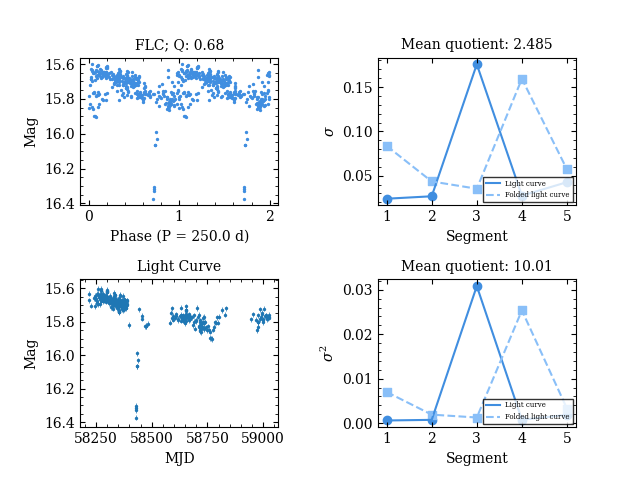 FLC; Q: 0.68
15.6
15.8
16.0
16.2
16.4
Mag
0
1
2
Phase (P = 250.0 d)
Mean quotient: 2.485
0.15
0.10
0.05
σ
Light curve
Folded light curve
1
2
3
4
5
Segment
Light Curve
15.6
15.8
16.0
16.2
16.4
Mag
58250
58500
58750
59000
MJD
Mean quotient: 10.01
0.03
0.02
0.01
0.00
σ²
Light curve
Folded light curve
1
2
3
4
5
Segment